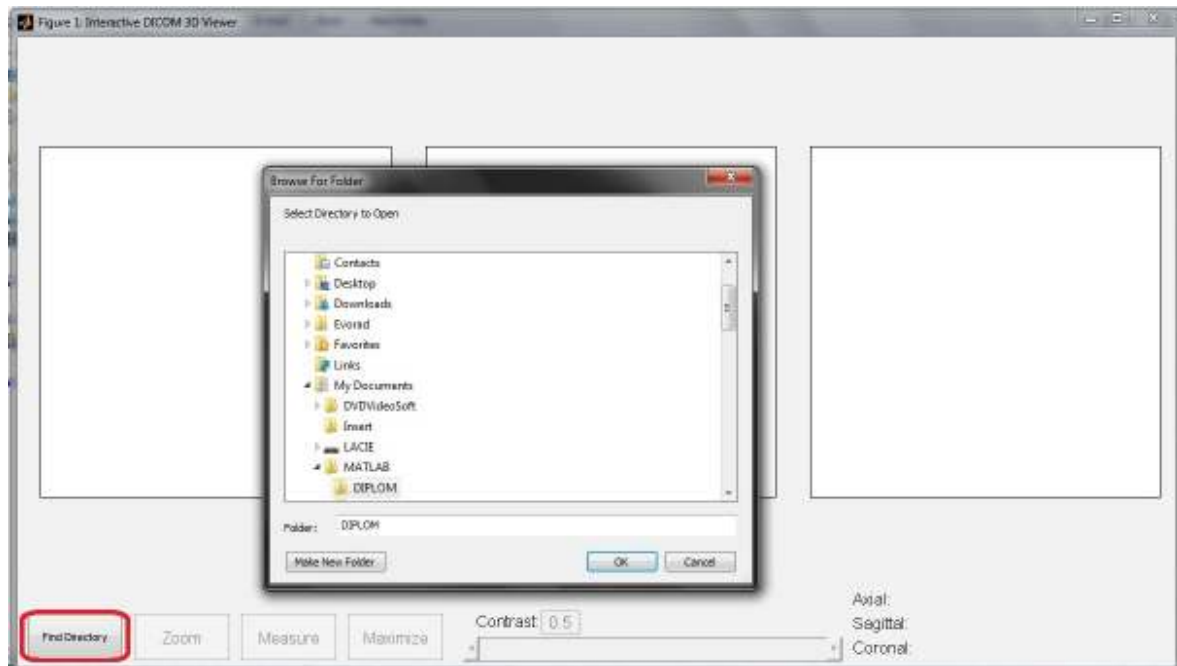 Figure 1: Interactive DICOM 3D Viewer
Browse For Folder
Select Directory to Open
Contacts
Desktop
Downloads
Evorad
Favorites
Links
My Documents
DVDVideoSoft
Insert
LACIE
MATLAB
DIPLOM
Folder: DIPLOM
Make New Folder OK Cancel
Find Directory Zoom Measure Maximize
Contrast 0.5
Axial:
Sagittal:
Coronal: